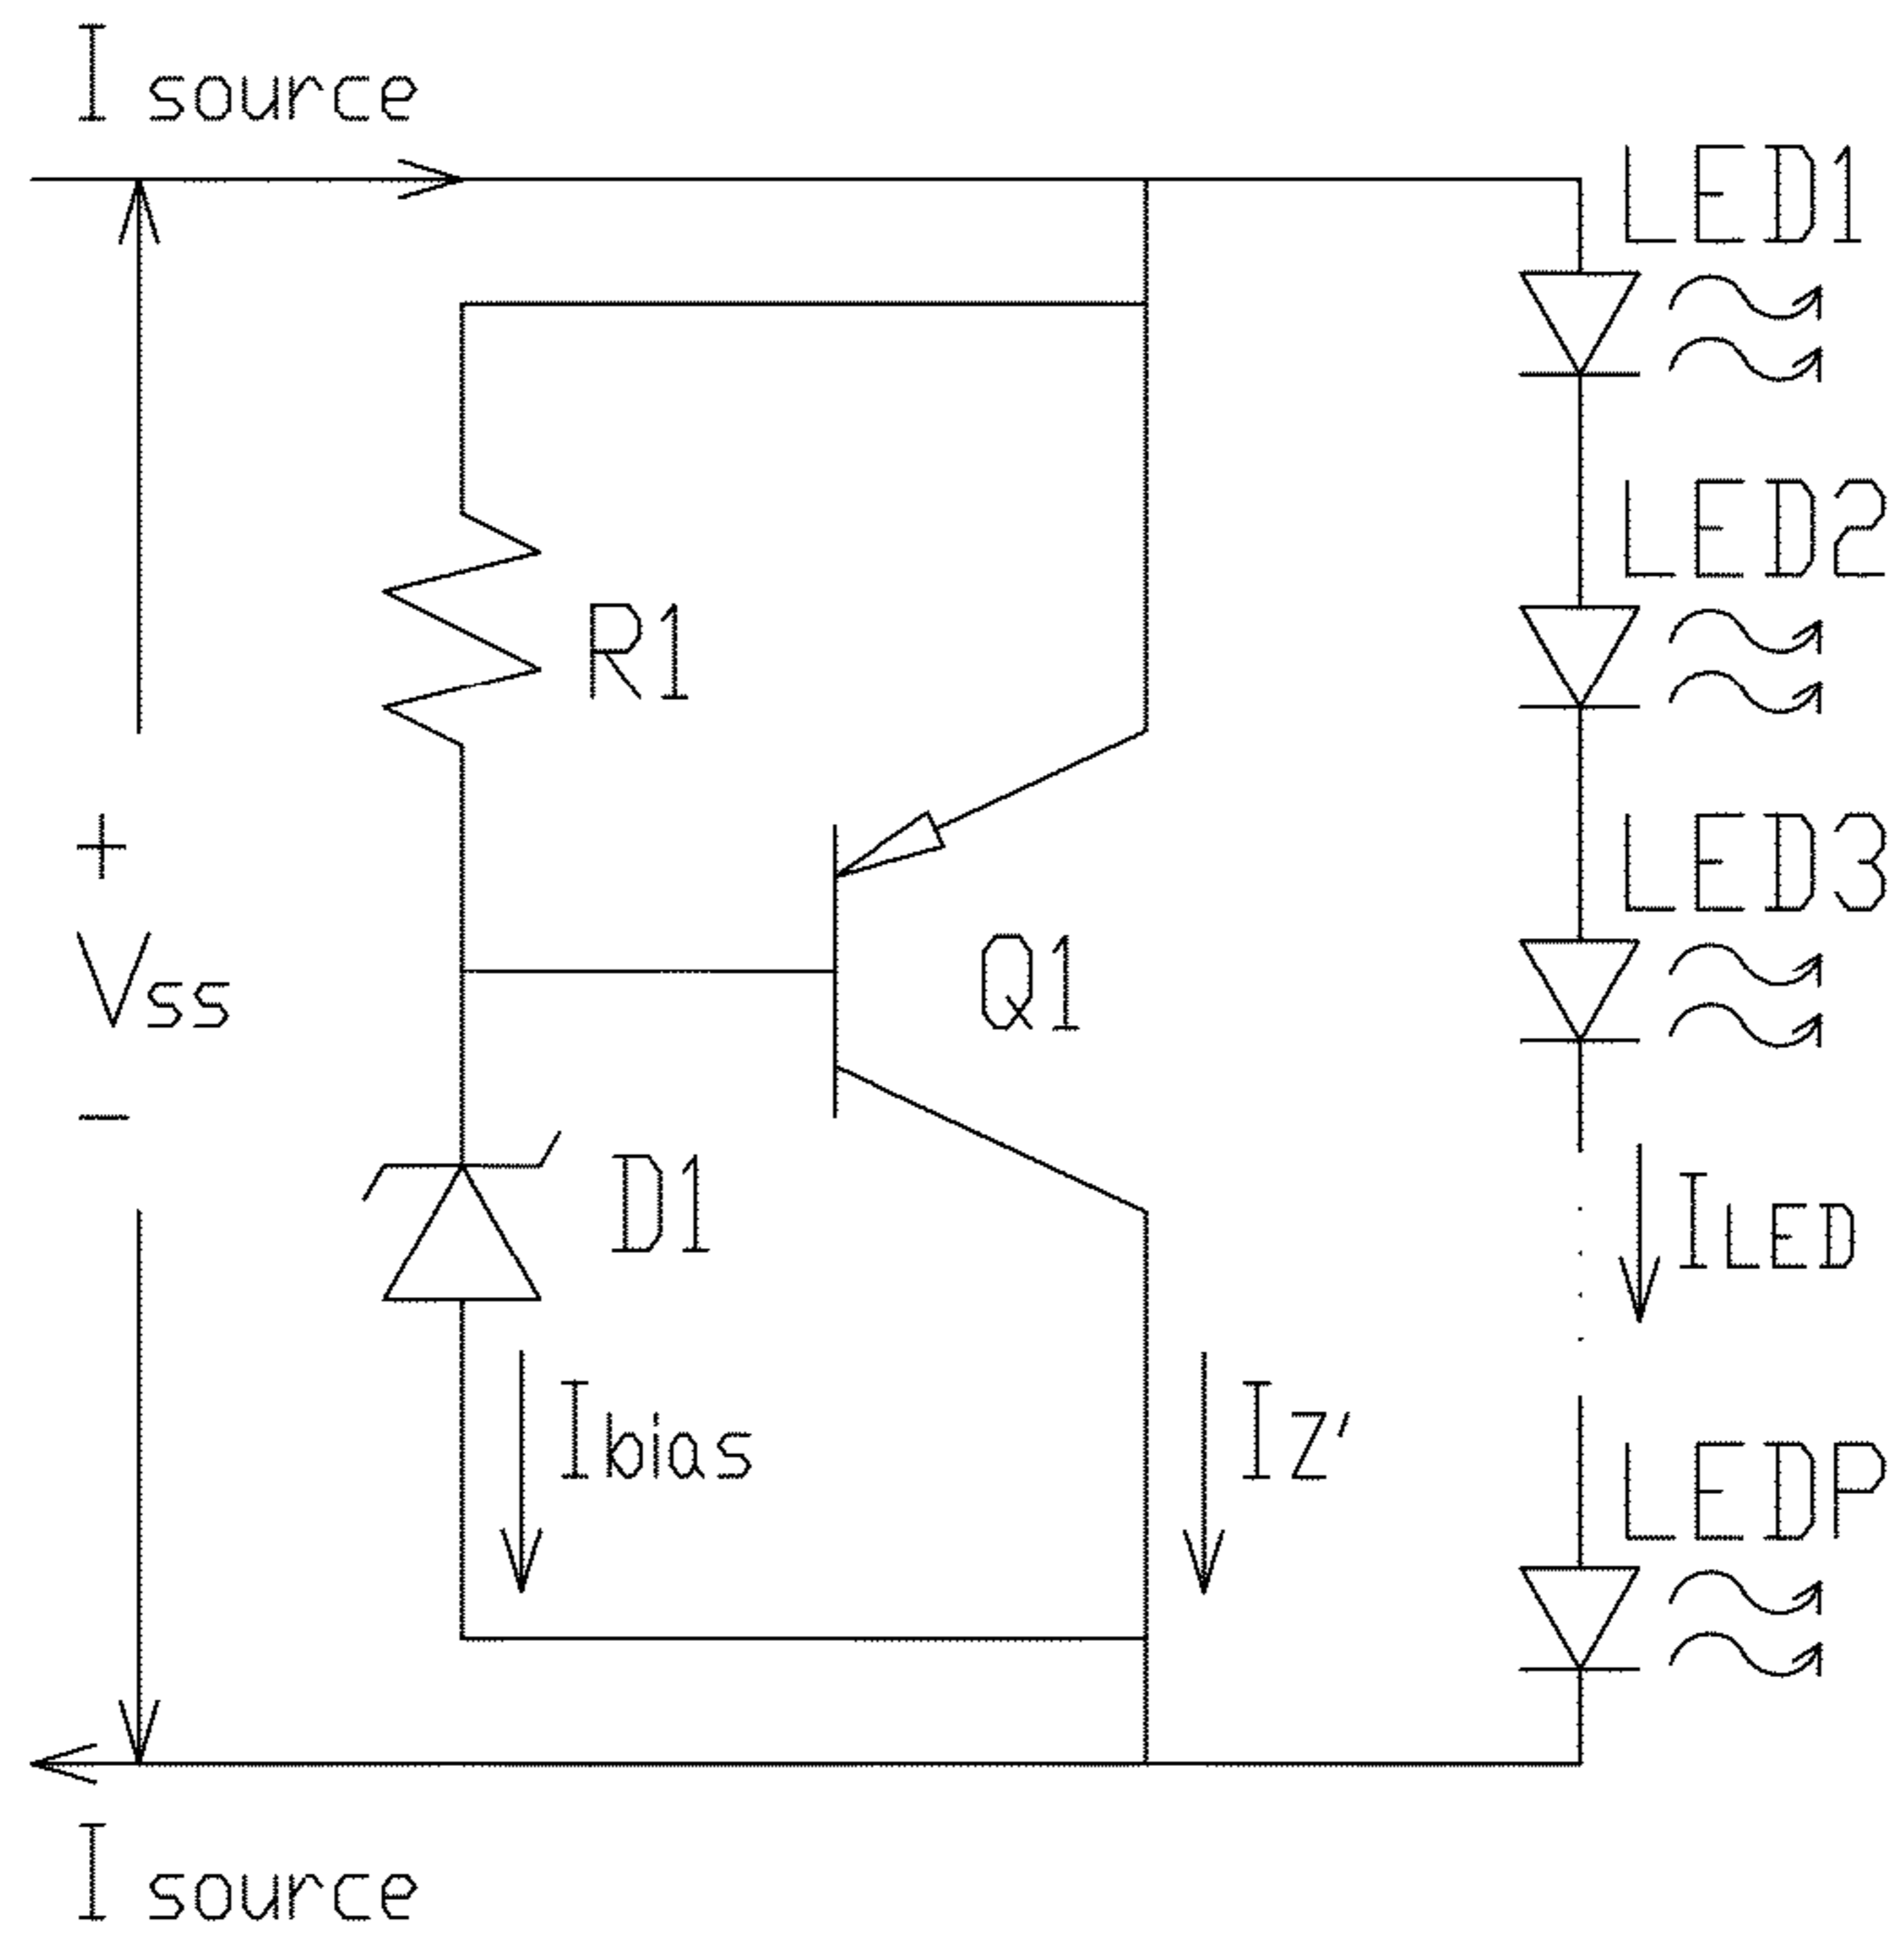 I source
LED1
LED2
R1
LED3
+
Vss
-
Q1
D1
ILED
Ibias
IZ'
LEDP
I source